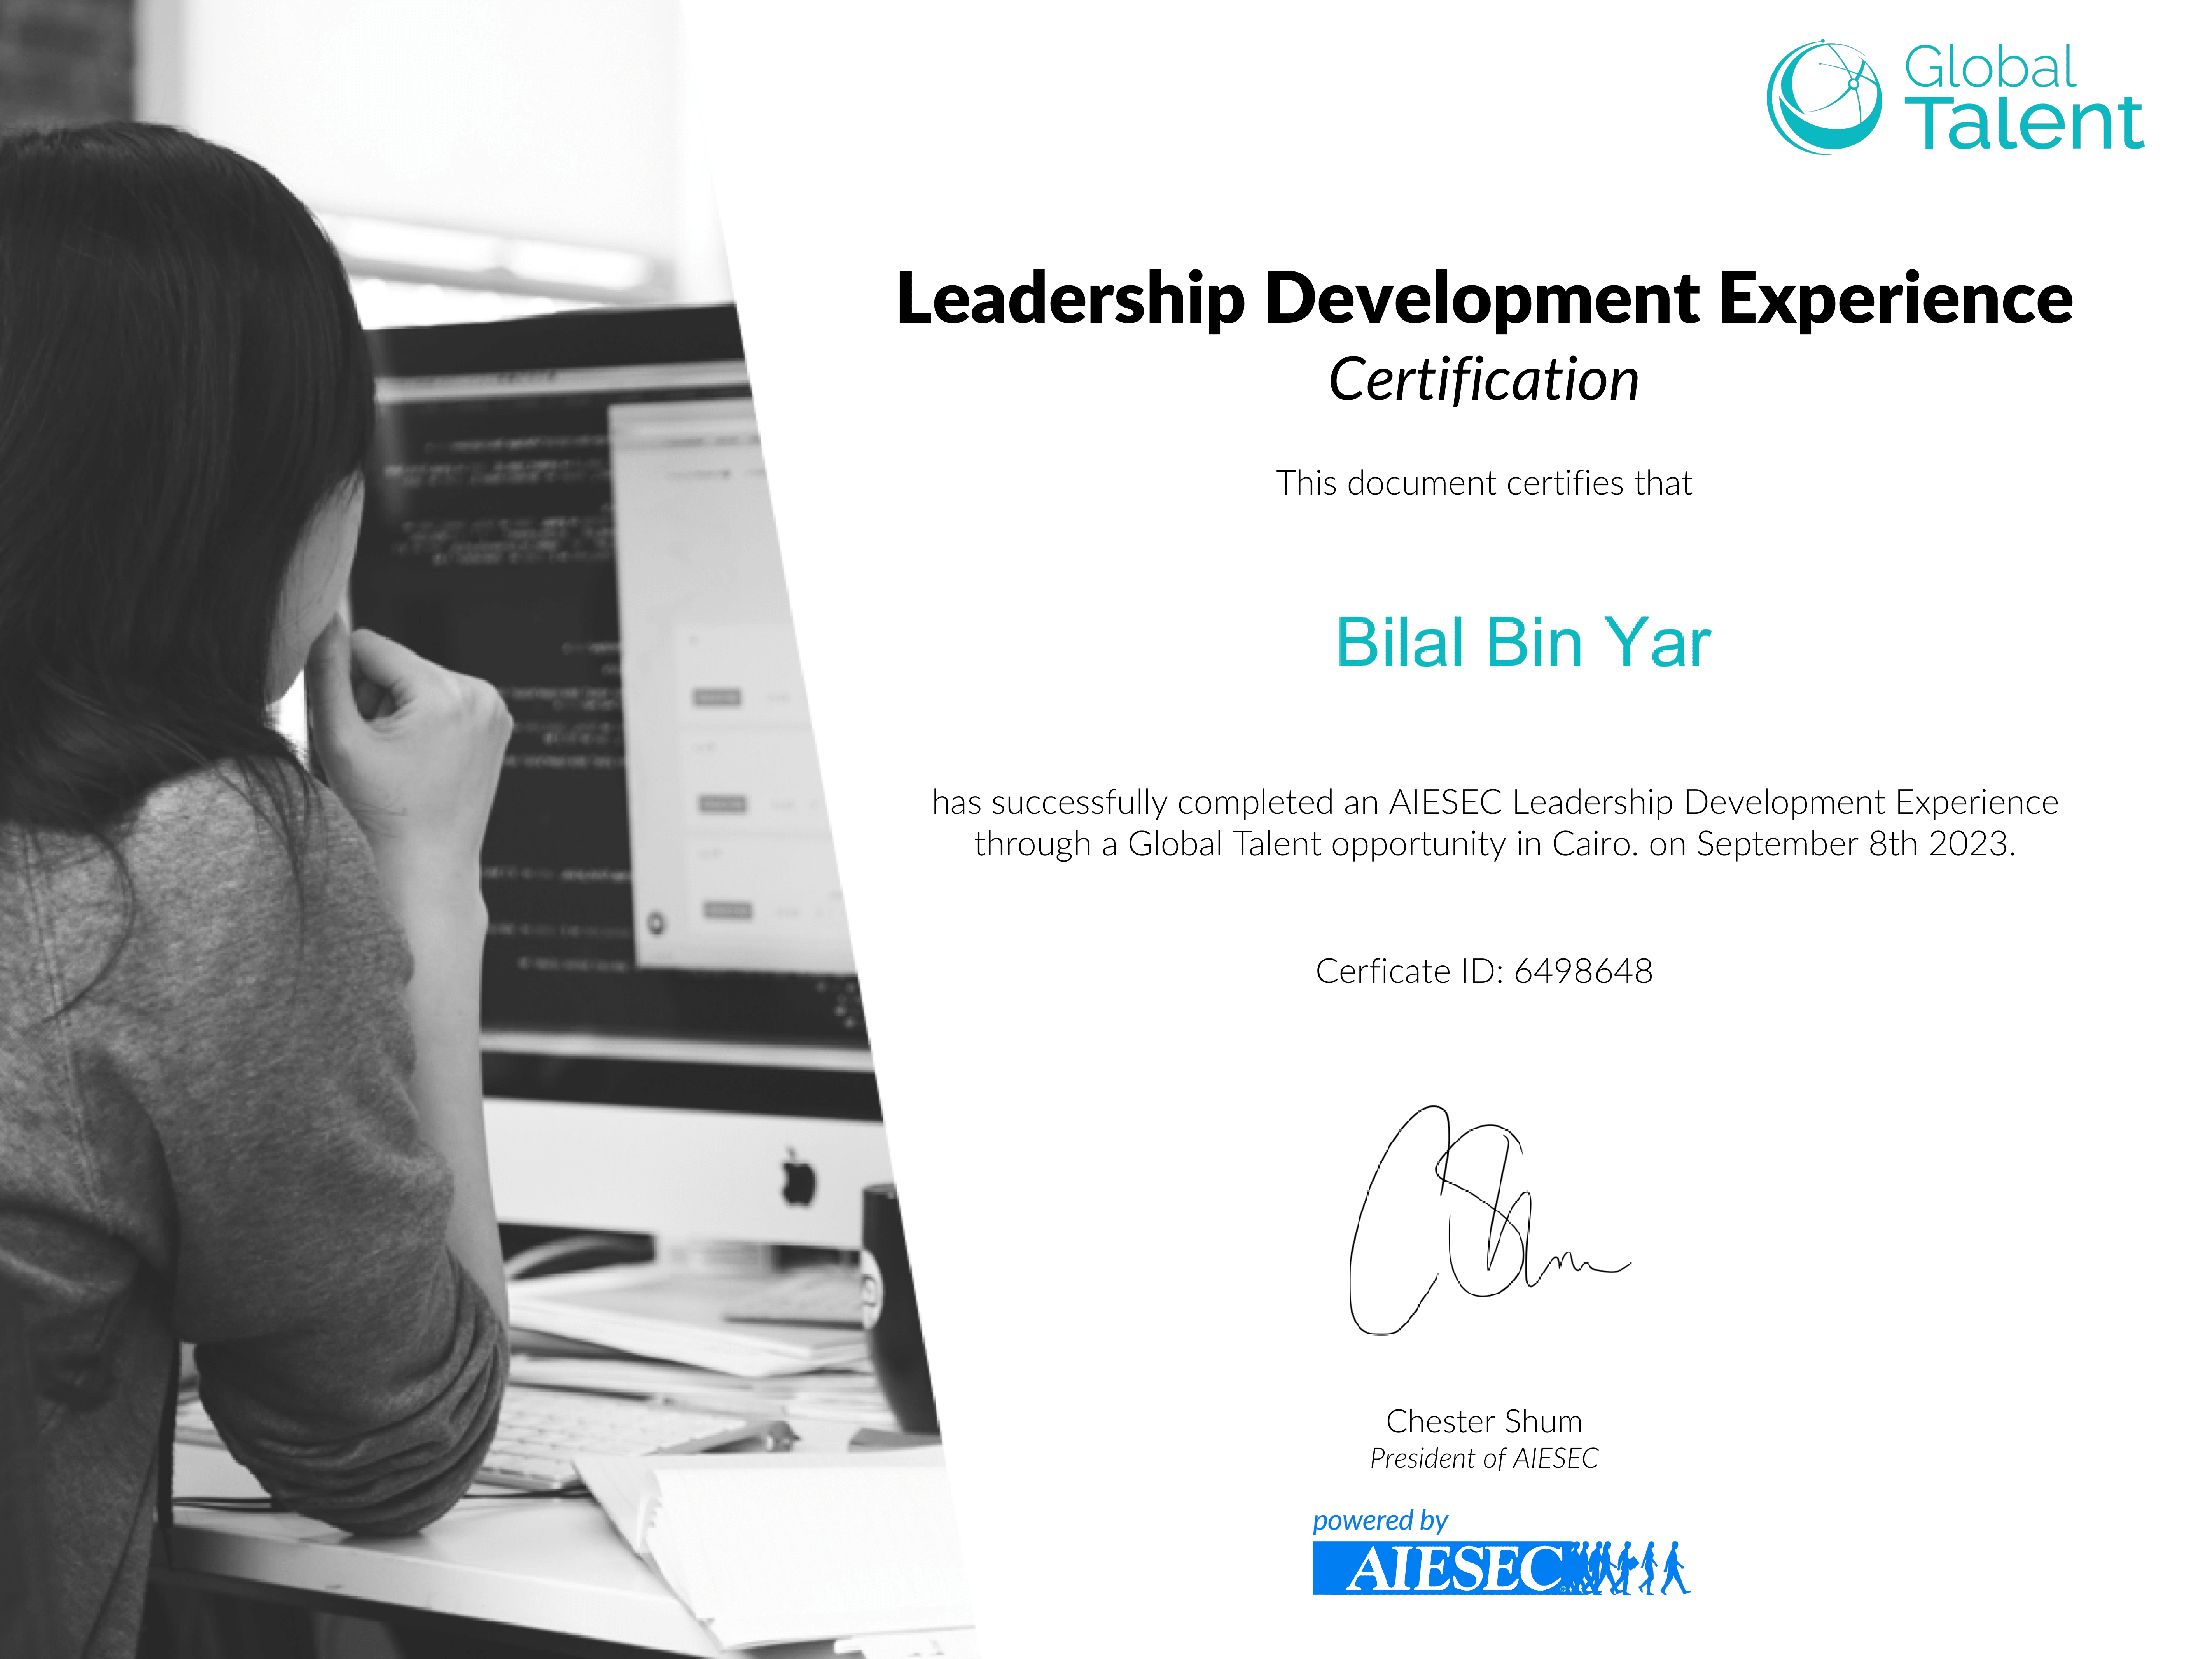 Global
Talent
Leadership Development Experience
Certification
This document certifies that
Bilal Bin Yar
has successfully completed an AIESEC Leadership Development Experience
through a Global Talent opportunity in Cairo. on September 8th 2023.
Cerficate ID: 6498648
Chester Shum
President of AIESEC
powered by
AIESEC